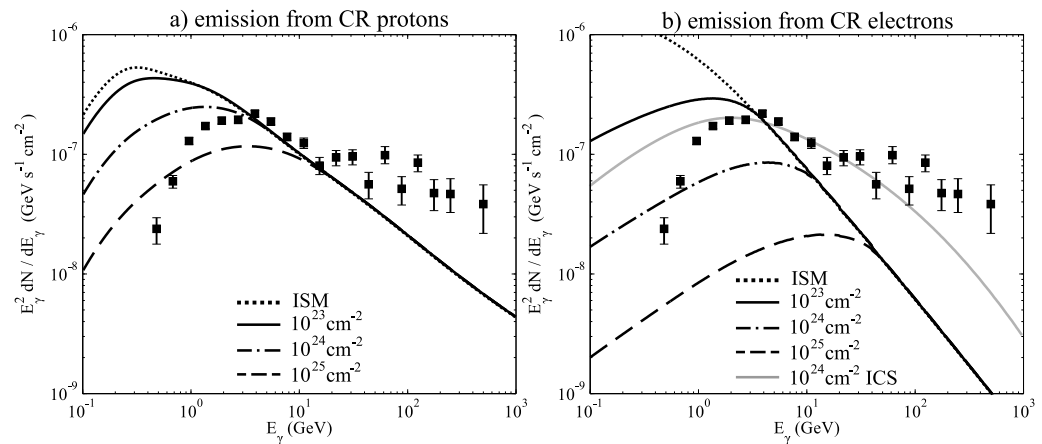 a) emission from CR protons
10^-6
10^-7
10^-8
10^-9
E_γ^2 dN / dE_γ (GeV s^-1 cm^-2)
ISM
10^23 cm^-2
10^24 cm^-2
10^25 cm^-2
10^-1
10^0
10^1
10^2
10^3
E_γ (GeV)
b) emission from CR electrons
10^-6
10^-7
10^-8
10^-9
E_γ^2 dN / dE_γ (GeV s^-1 cm^-2)
ISM
10^23 cm^-2
10^24 cm^-2
10^25 cm^-2
10^24 cm^-2 ICS
10^-1
10^0
10^1
10^2
10^3
E_γ (GeV)